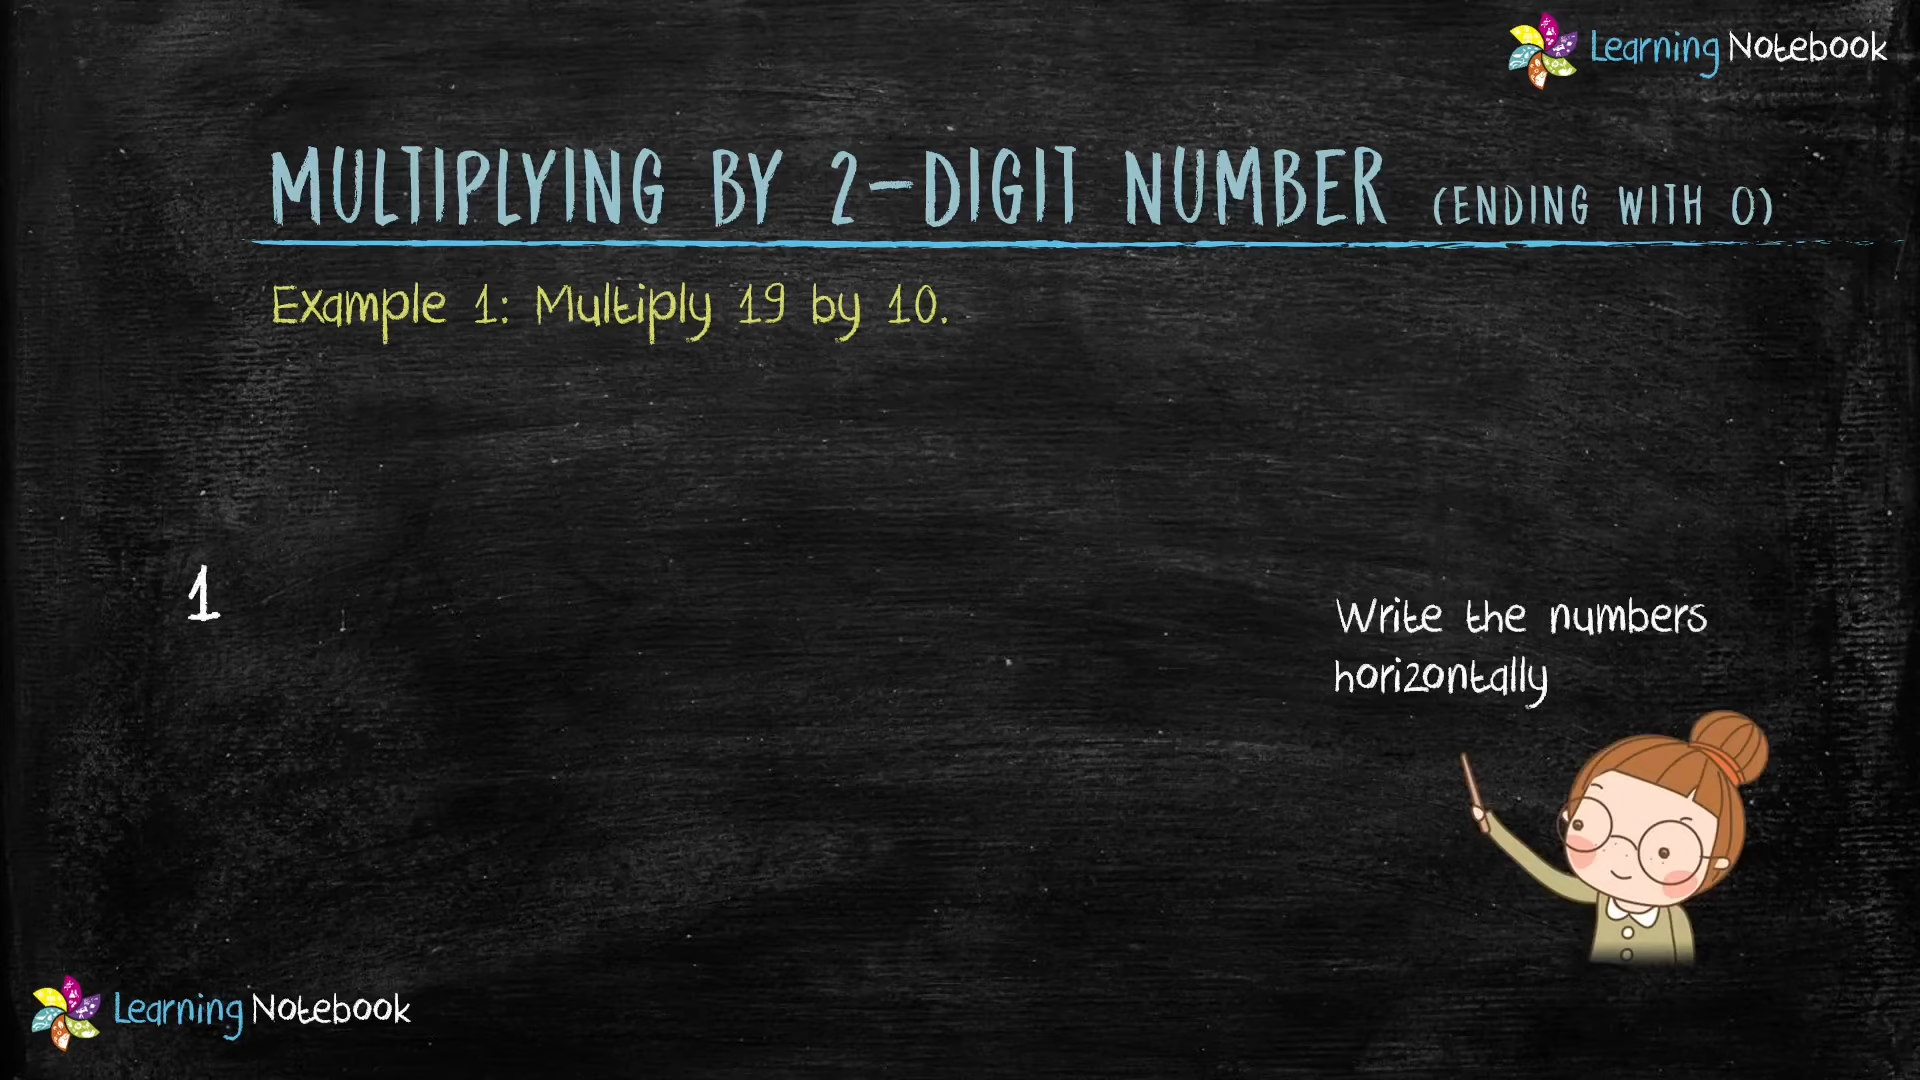 Learning Notebook
MULTIPLYING BY 2-DIGIT NUMBER (ENDING WITH 0)
Example 1: Multiply 19 by 10.
1
Write the numbers
horizontally
Learning Notebook